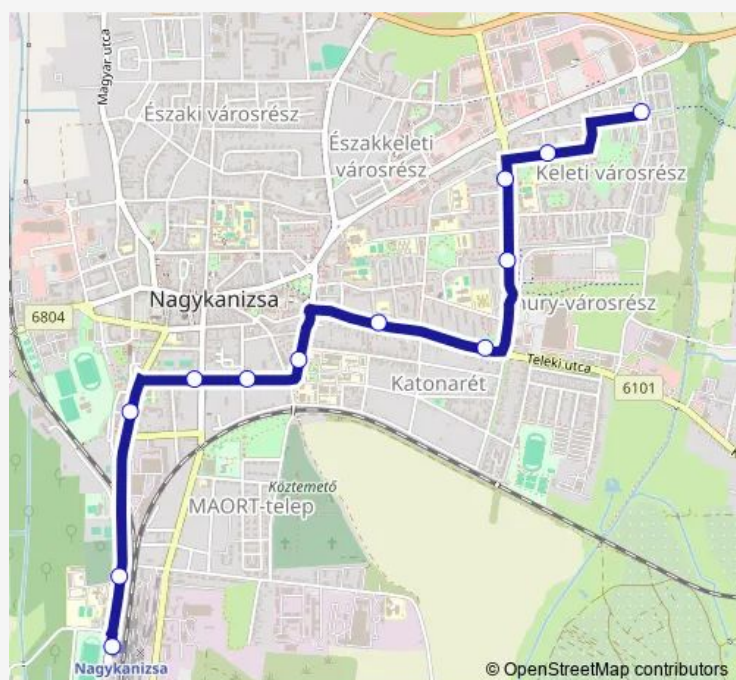 Magyar utca
Északi városrész
Északkeleti
városrész
Keleti városrész
Nagykanizsa
6804
nury-városrész
Teleki utca
6101
Katonarét
Köztemető
MAORT-telep
Nagykanizsa
© OpenStreetMap contributors